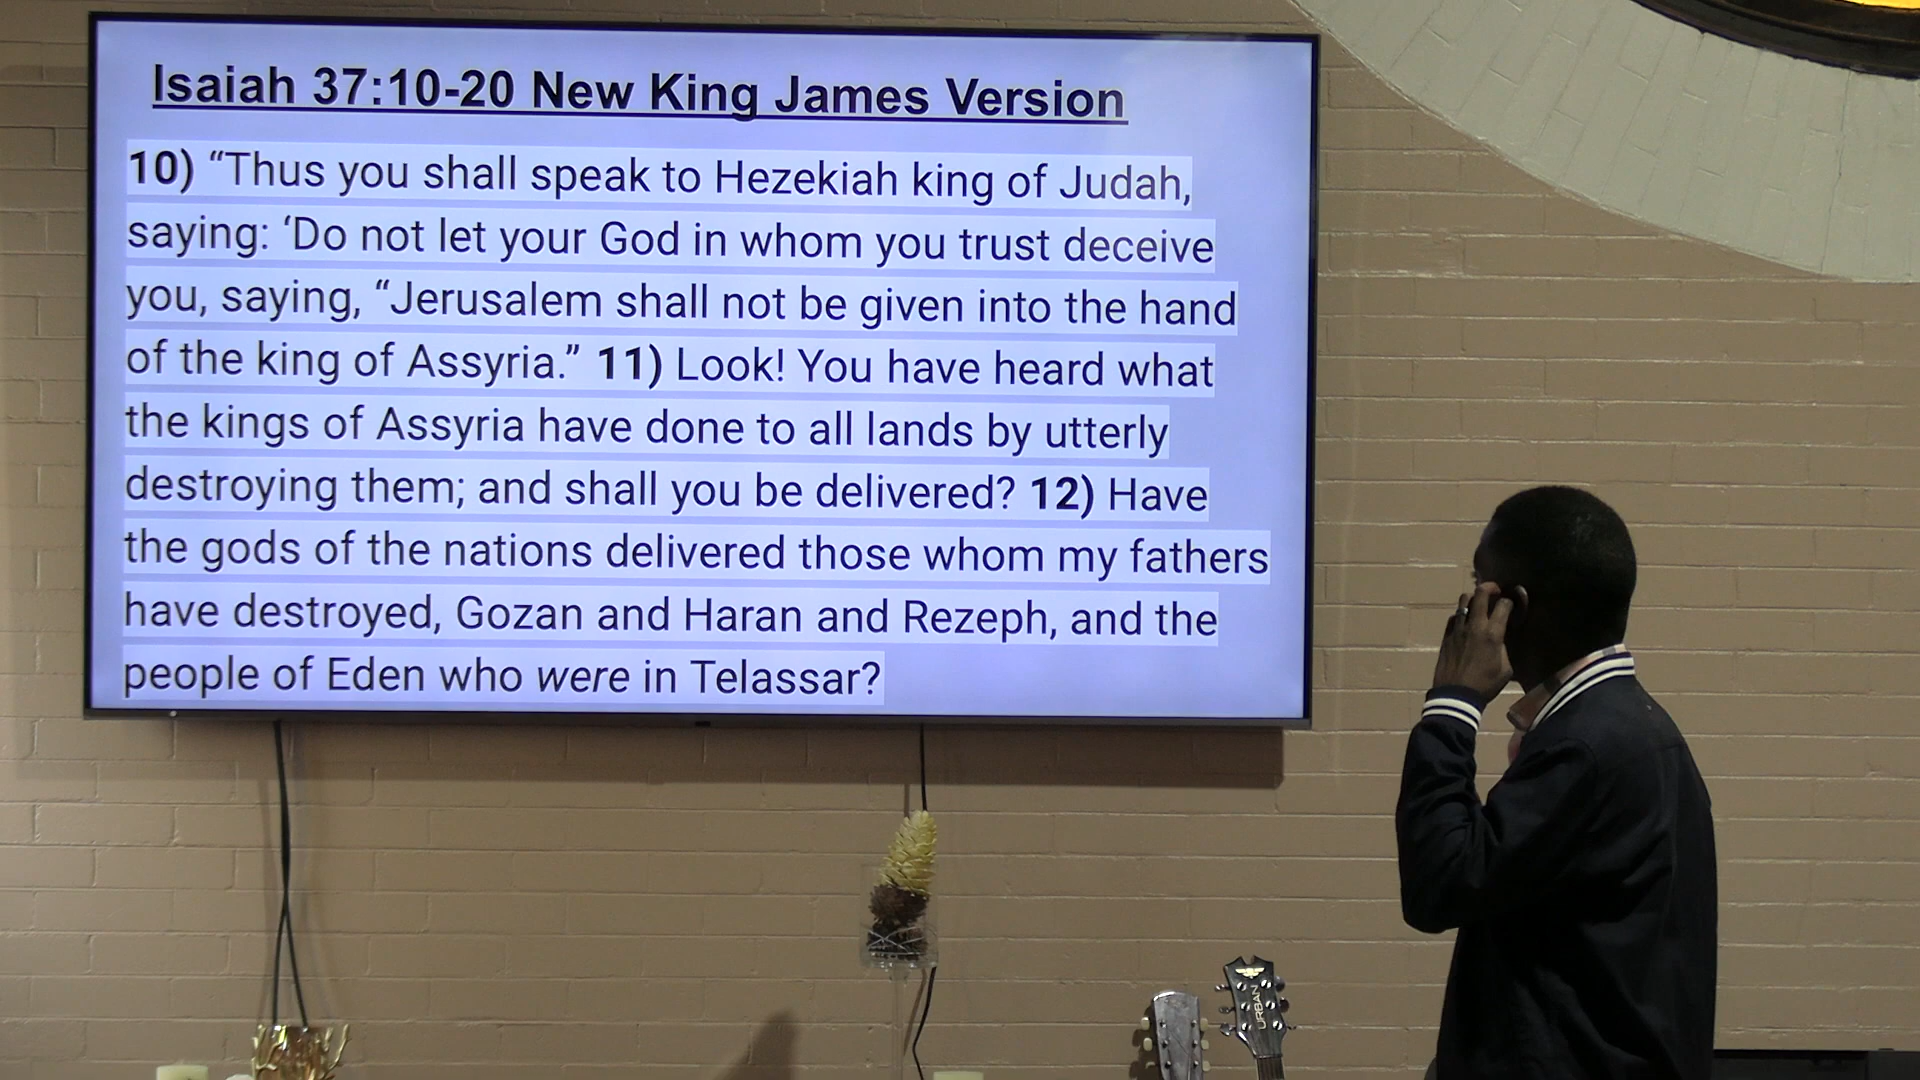 Isaiah 37:10-20 New King James Version
10) “Thus you shall speak to Hezekiah king of Judah,
saying: ‘Do not let your God in whom you trust deceive
you, saying, “Jerusalem shall not be given into the hand
of the king of Assyria.” 11) Look! You have heard what
the kings of Assyria have done to all lands by utterly
destroying them; and shall you be delivered? 12) Have
the gods of the nations delivered those whom my fathers
have destroyed, Gozan and Haran and Rezeph, and the
people of Eden who were in Telassar?
URBAN